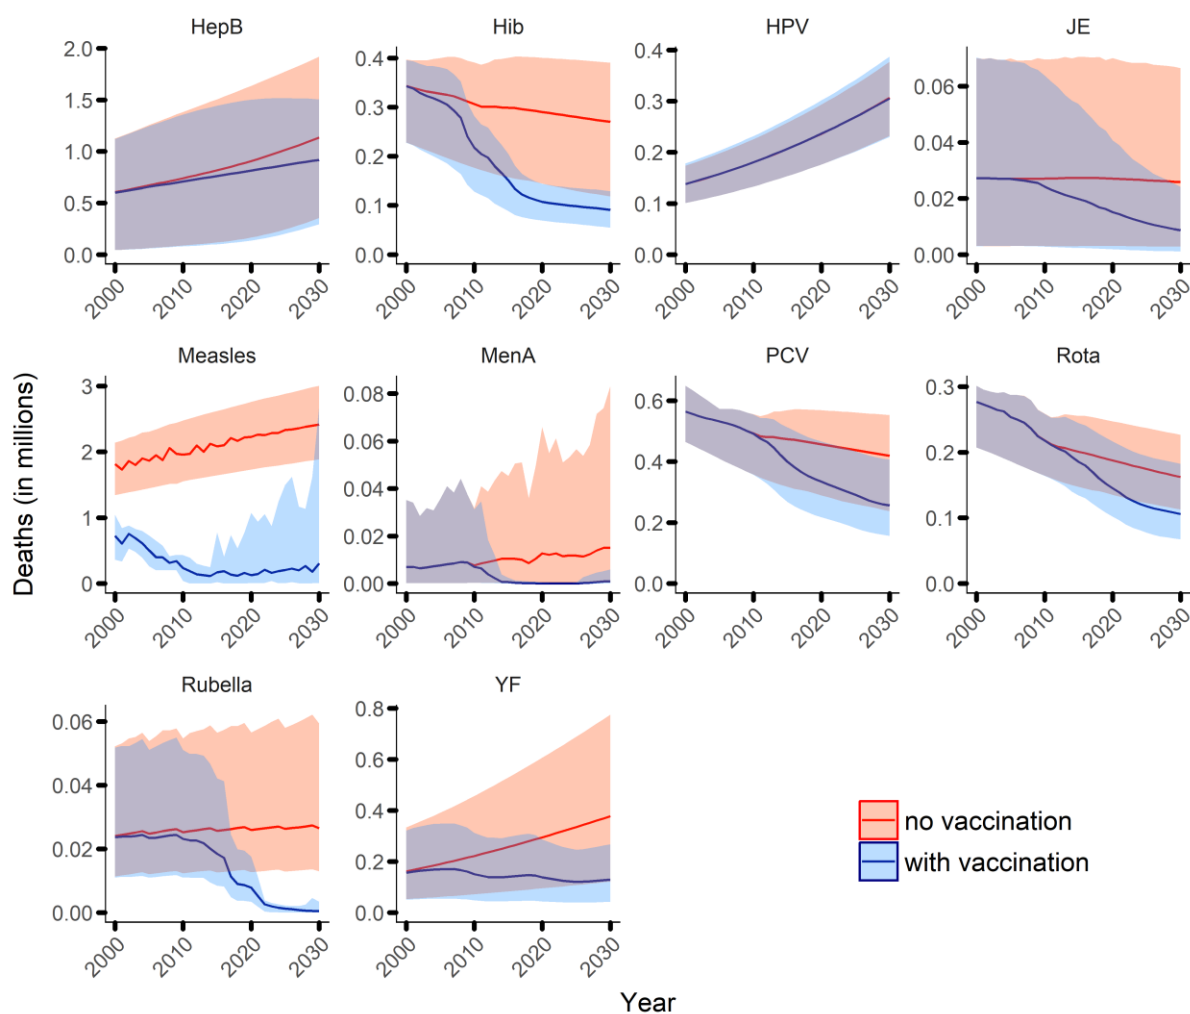 HepB Hib HPV JE
2.0 0.4 0.4 0.06
1.5 0.3 0.3 0.04
1.0 0.2 0.2 0.02
0.5 0.1 0.1 0.00
0.0 0.0 0.0
2000 2010 2020 2030 2000 2010 2020 2030 2000 2010 2020 2030 2000 2010 2020 2030
Measles MenA PCV Rota
Deaths (in millions)
3 0.08 0.6 0.3
2 0.06 0.4 0.2
1 0.04 0.2 0.1
0 0.02 0.0 0.0
0.00
2000 2010 2020 2030 2000 2010 2020 2030 2000 2010 2020 2030 2000 2010 2020 2030
Rubella YF
0.06 0.8
0.04 0.6
0.02 0.4
0.00 0.2
0.0
2000 2010 2020 2030 2000 2010 2020 2030
no vaccination
with vaccination
Year